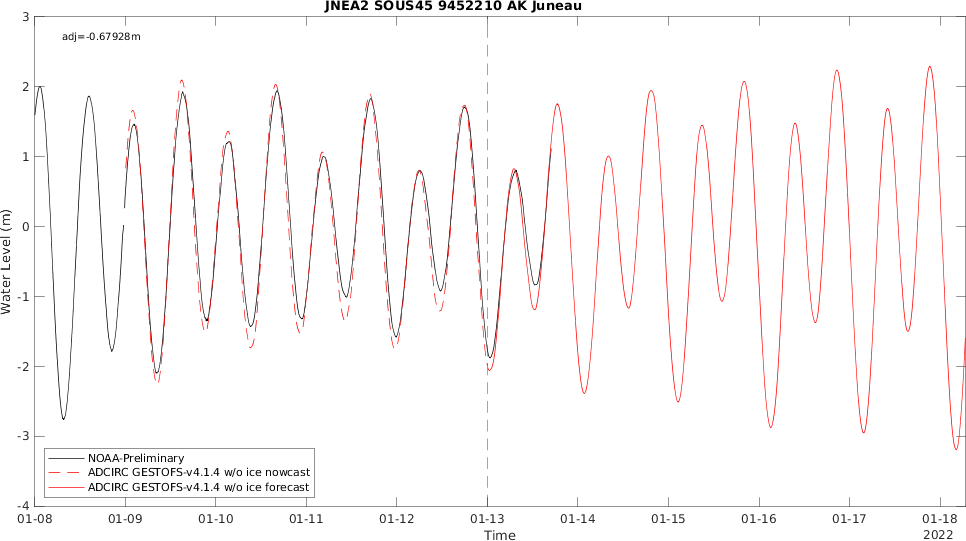 JNEA2 SOUS45 9452210 AK Juneau
adj=-0.67928m
3
2
1
0
-1
-2
-3
-4
Water Level (m)
NOAA-Preliminary
ADCIRC GESTOFS-v4.1.4 w/o ice nowcast
ADCIRC GESTOFS-v4.1.4 w/o ice forecast
01-08 01-09 01-10 01-11 01-12 01-13 01-14 01-15 01-16 01-17 01-18
Time
2022